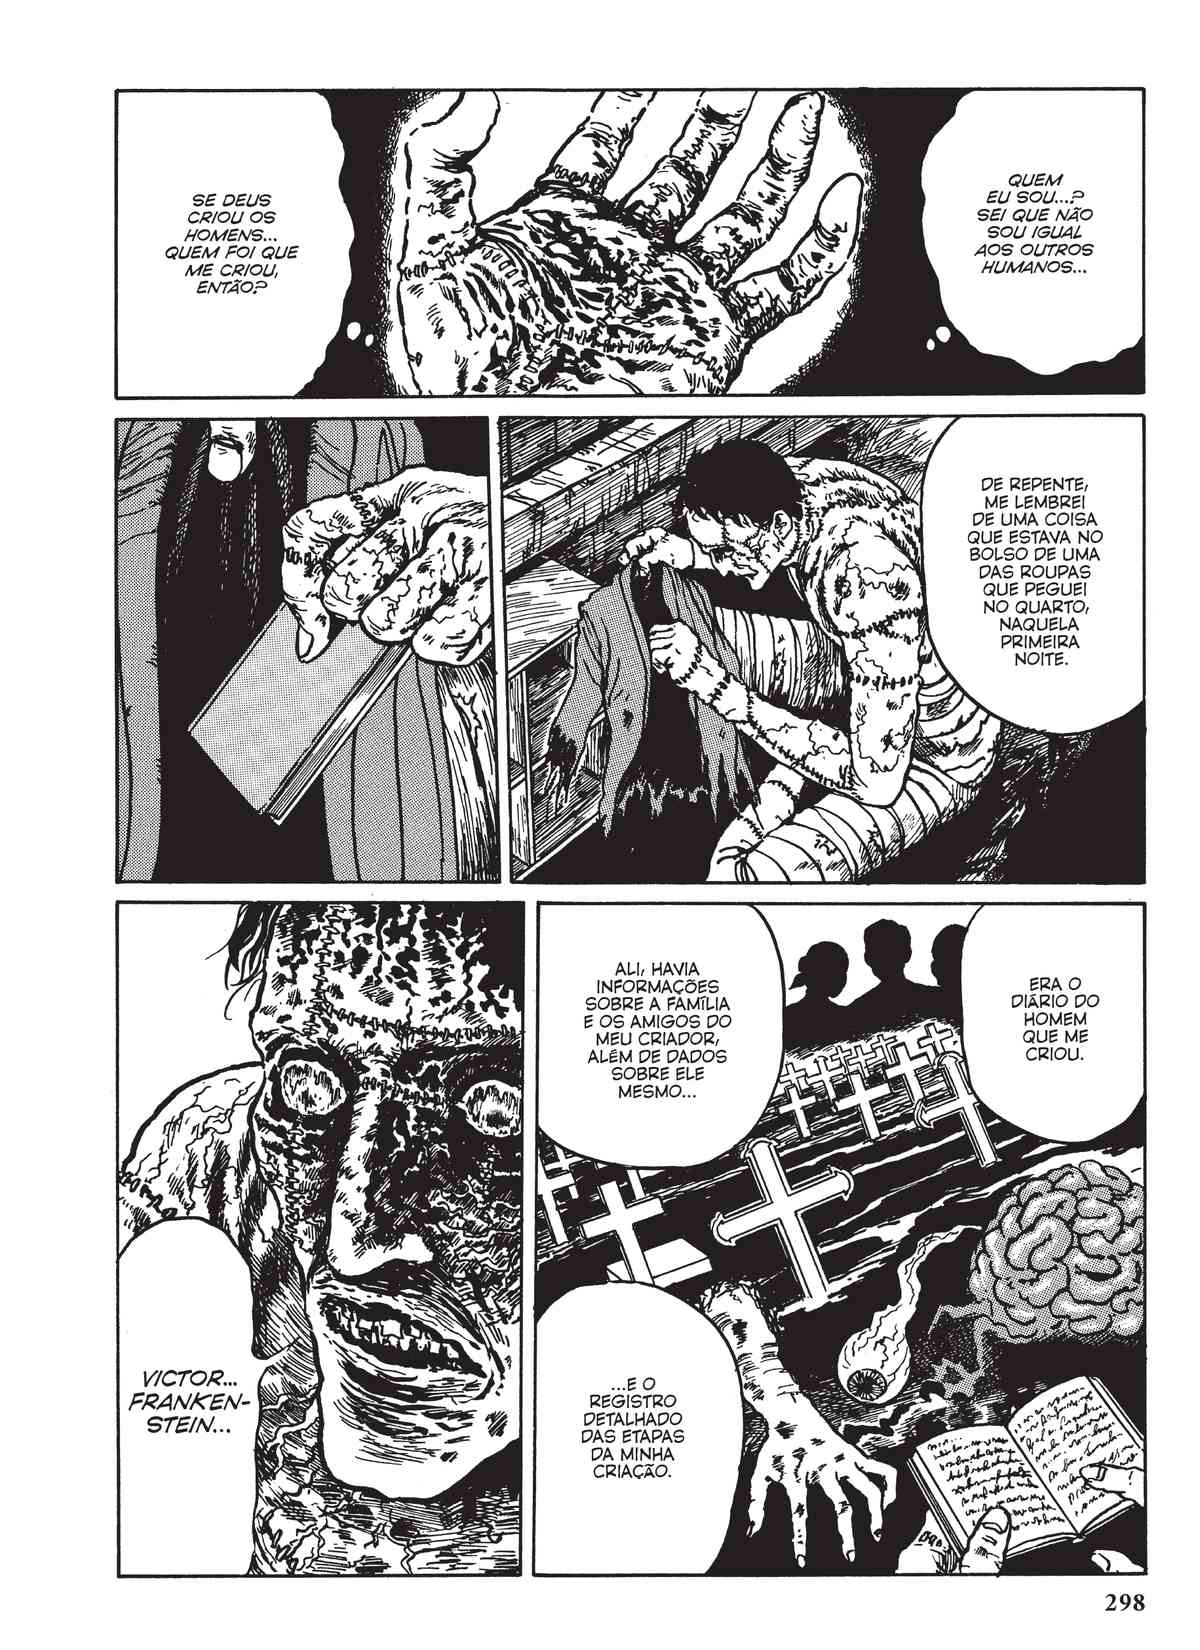 QUEM
EU SOU...?
SEI QUE NÃO
SOU IGUAL
AOS OUTROS
HUMANOS...
SE DEUS
CRIOU OS
HOMENS...
QUEM FOI QUE
ME CRIOU,
ENTÃO?
DE REPENTE,
ME LEMBREI
DE UMA COISA
QUE ESTAVA NO
BOLSO DE UMA
DAS ROUPAS
QUE PEGUEI
NO QUARTO,
NAQUELA
PRIMEIRA
NOITE.
ERA O
DIÁRIO DO
HOMEM
QUE ME
CRIOU.
ALI, HAVIA
INFORMAÇÕES
SOBRE A FAMÍLIA
E OS AMIGOS DO
MEU CRIADOR,
ALÉM DE DADOS
SOBRE ELE
MESMO...
...E O
REGISTRO
DETALHADO
DAS ETAPAS
DA MINHA
CRIAÇÃO.
VICTOR...
FRANKEN-
STEIN...
298